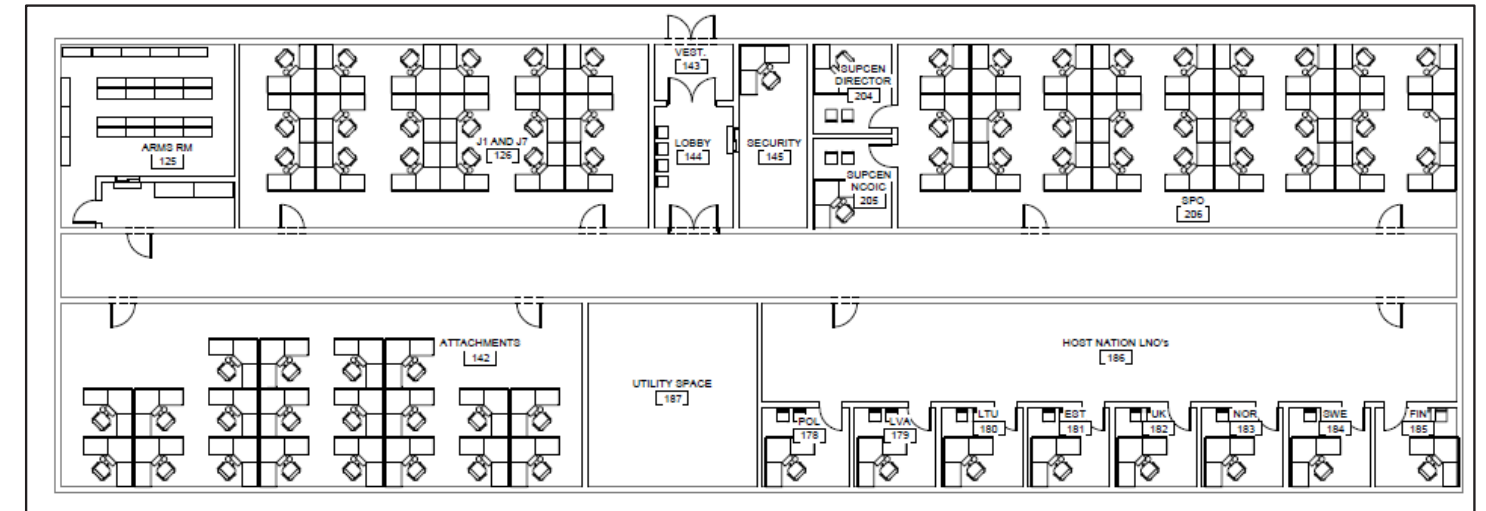 VEST.
143
SUPCEN
DIRECTOR
204
ARMS RM
125
J1 AND J7
126
LOBBY
144
SECURITY
145
SUPCEN
NCOIC
205
SPO
206
ATTACHMENTS
142
UTILITY SPACE
187
HOST NATION LNO's
186
POL
178
LVA
179
LTU
180
EST
181
UK
182
NOR
183
SWE
184
FIN
185